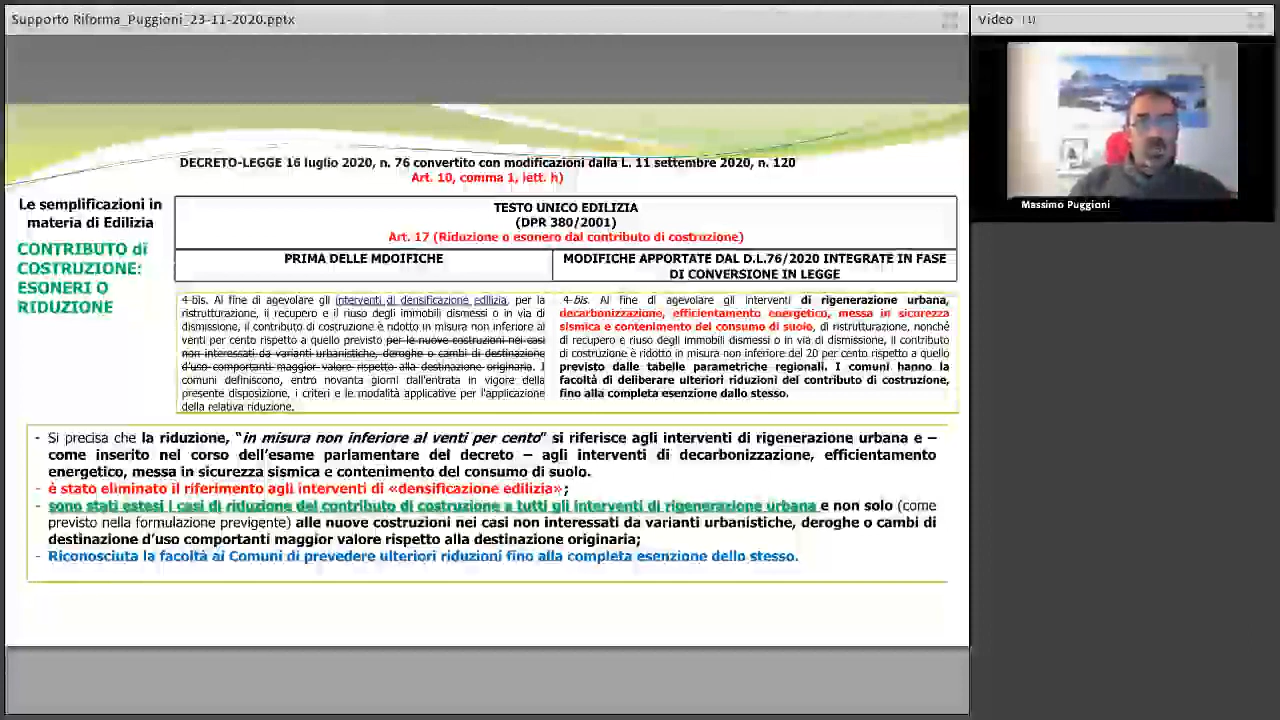 Supporto Riforma_Puggioni_23-11-2020.pptx
Video (1)
Massimo Puggioni
DECRETO-LEGGE 16 luglio 2020, n. 76 convertito con modificazioni dalla L. 11 settembre 2020, n. 120
Art. 10, comma 1, lett. h)
Le semplificazioni in
materia di Edilizia
CONTRIBUTO di
COSTRUZIONE:
ESONERI O
RIDUZIONE
TESTO UNICO EDILIZIA
(DPR 380/2001)
Art. 17 (Riduzione o esonero dal contributo di costruzione)
PRIMA DELLE MDOIFICHE
MODIFICHE APPORTATE DAL D.L.76/2020 INTEGRATE IN FASE
DI CONVERSIONE IN LEGGE
4-bis. Al fine di agevolare gli interventi di densificazione edilizia, per la
ristrutturazione, il recupero e il riuso degli immobili dismessi o in via di
dismissione, il contributo di costruzione è ridotto in misura non inferiore al
venti per cento rispetto a quello previsto per le nuove costruzioni nei casi
non interessati da varianti urbanistiche, deroghe o cambi di destinazione
d'uso comportanti maggior valore rispetto alla destinazione originaria. I
comuni definiscono, entro novanta giorni dall'entrata in vigore della
presente disposizione, i criteri e le modalità applicative per l'applicazione
della relativa riduzione.
4-bis. Al fine di agevolare gli interventi di rigenerazione urbana,
decarbonizzazione, efficientamento energetico, messa in sicurezza
sismica e contenimento del consumo di suolo, di ristrutturazione, nonché
di recupero e riuso degli immobili dismessi o in via di dismissione, il contributo
di costruzione è ridotto in misura non inferiore del 20 per cento rispetto a quello
previsto dalle tabelle parametriche regionali. I comuni hanno la
facoltà di deliberare ulteriori riduzioni del contributo di costruzione,
fino alla completa esenzione dallo stesso.
- Si precisa che la riduzione, "in misura non inferiore al venti per cento" si riferisce agli interventi di rigenerazione urbana e –
come inserito nel corso dell'esame parlamentare del decreto – agli interventi di decarbonizzazione, efficientamento
energetico, messa in sicurezza sismica e contenimento del consumo di suolo.
- è stato eliminato il riferimento agli interventi di «densificazione edilizia»;
- sono stati estesi i casi di riduzione del contributo di costruzione a tutti gli interventi di rigenerazione urbana e non solo (come
previsto nella formulazione previgente) alle nuove costruzioni nei casi non interessati da varianti urbanistiche, deroghe o cambi di
destinazione d'uso comportanti maggior valore rispetto alla destinazione originaria;
- Riconosciuta la facoltà ai Comuni di prevedere ulteriori riduzioni fino alla completa esenzione dello stesso.